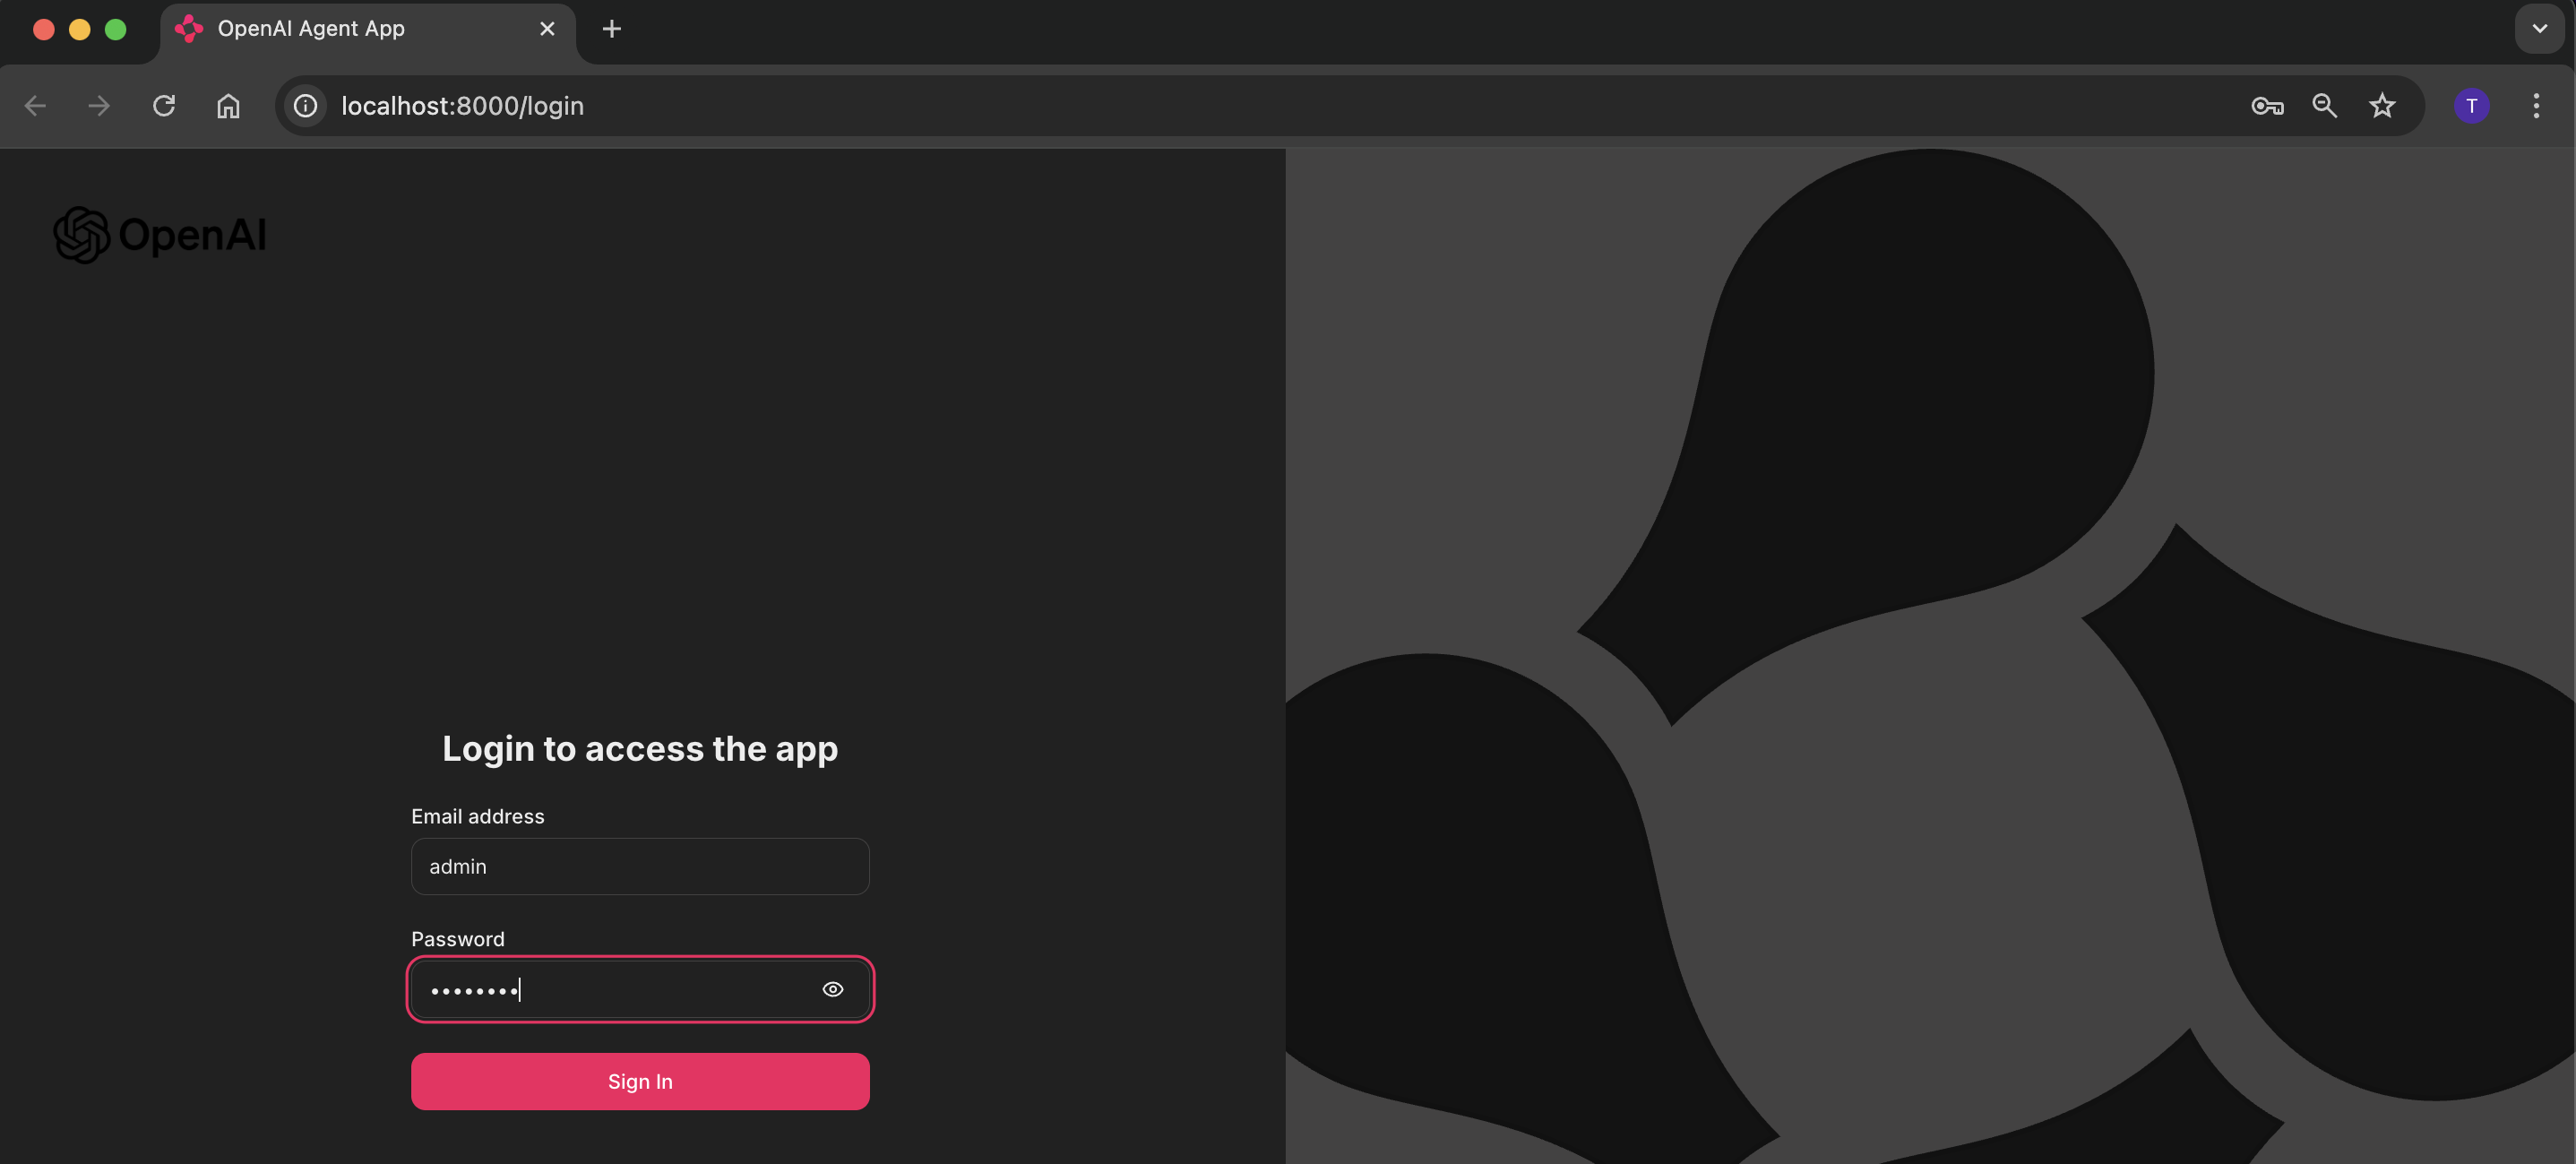 OpenAI Agent App
localhost:8000/login
T
OpenAI
Login to access the app
Email address
admin
Password
••••••••
Sign In